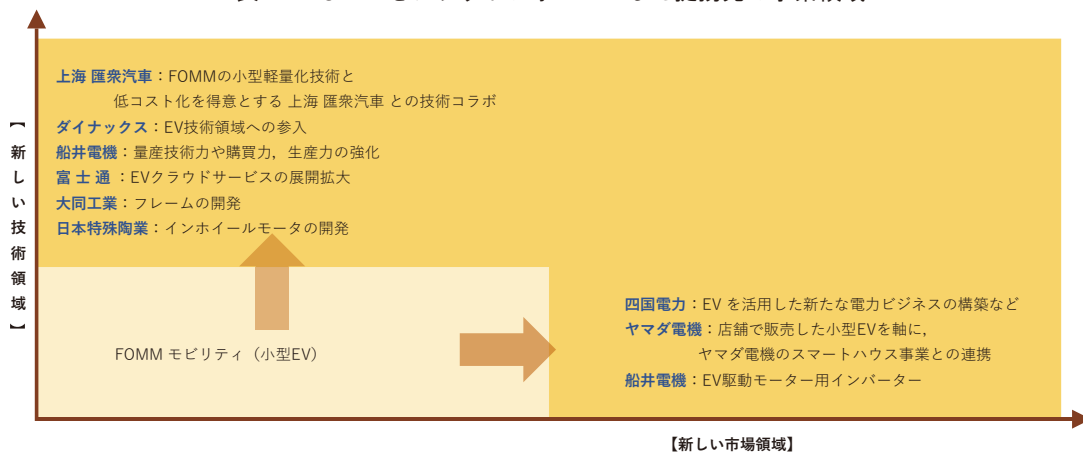 上海 匯衆汽車：FOMMの小型軽量化技術と
低コスト化を得意とする 上海 匯衆汽車 との技術コラボ
ダイナックス：EV技術領域への参入
船井電機：量産技術力や購買力，生産力の強化
富 士 通 ：EVクラウドサービスの展開拡大
大同工業：フレームの開発
日本特殊陶業：インホイールモータの開発
【新しい技術領域】
FOMM モビリティ（小型EV）
四国電力：EV を活用した新たな電力ビジネスの構築など
ヤマダ電機：店舗で販売した小型EVを軸に，
ヤマダ電機のスマートハウス事業との連携
船井電機：EV駆動モーター用インバーター
【新しい市場領域】